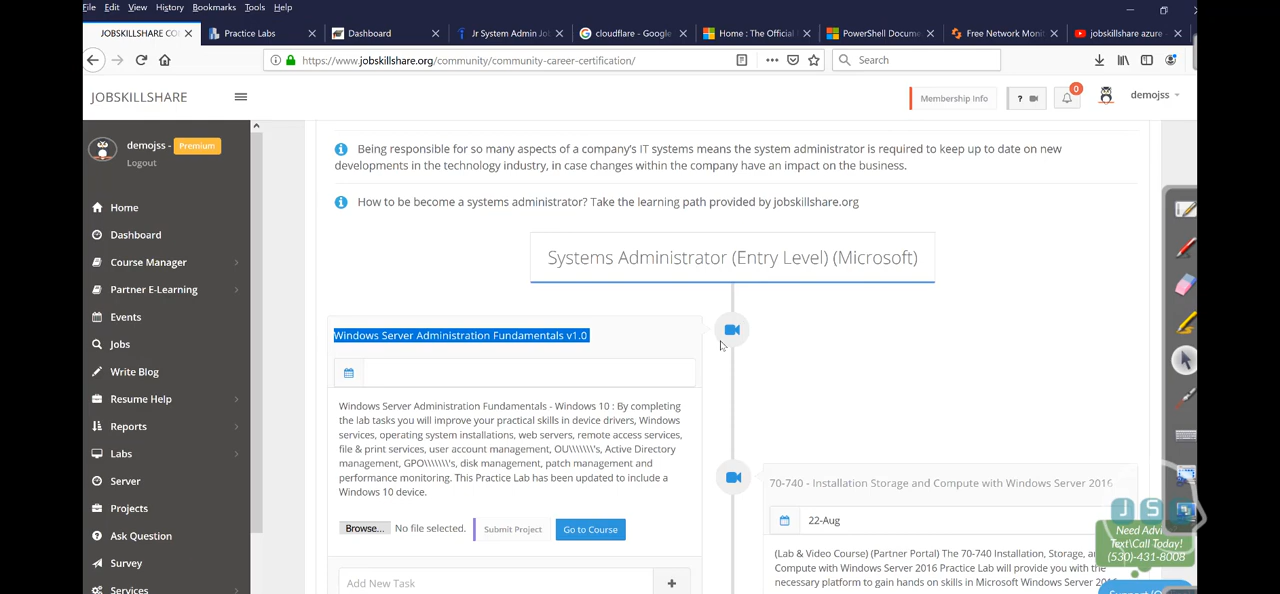 File Edit View History Bookmarks Tools Help
JOBSKILLSHARE CO
Practice Labs
Dashboard
Jr System Admin Jo
cloudflare - Google
Home : The Official
PowerShell Docume
Free Network Moni
jobskillshare azure -
https://www.jobskillshare.org/community/community-career-certification/
Search
JOBSKILLSHARE
Membership Info
?
0
demojss
demojss - Premium
Logout
Home
Dashboard
Course Manager
Partner E-Learning
Events
Jobs
Write Blog
Resume Help
Reports
Labs
Server
Projects
Ask Question
Survey
Services
Being responsible for so many aspects of a company's IT systems means the system administrator is required to keep up to date on new
developments in the technology industry, in case changes within the company have an impact on the business.
How to be become a systems administrator? Take the learning path provided by jobskillshare.org
Systems Administrator (Entry Level) (Microsoft)
Windows Server Administration Fundamentals v1.0
Windows Server Administration Fundamentals - Windows 10 : By completing
the lab tasks you will improve your practical skills in device drivers, Windows
services, operating system installations, web servers, remote access services,
file & print services, user account management, OU\\\\\\\'s, Active Directory
management, GPO\\\\\\\'s, disk management, patch management and
performance monitoring. This Practice Lab has been updated to include a
Windows 10 device.
Browse... No file selected. Submit Project Go to Course
Add New Task +
70-740 - Installation Storage and Compute with Windows Server 2016
22-Aug
(Lab & Video Course) (Partner Portal) The 70-740 Installation, Storage, and
Compute with Windows Server 2016 Practice Lab will provide you with the
necessary platform to gain hands on skills in Microsoft Windows Server 2016
J S
Need Advi
Text\Call Today!
(530)-431-8008